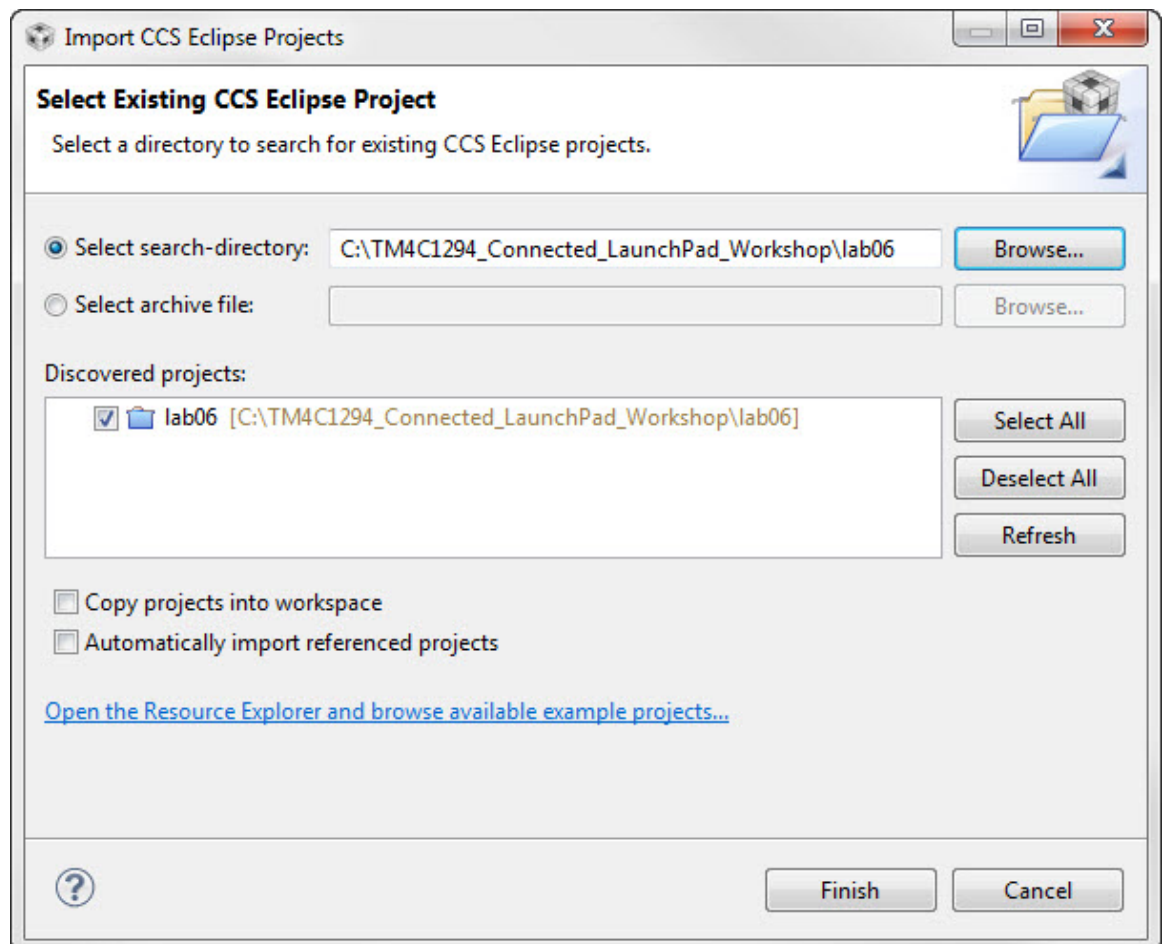 Import CCS Eclipse Projects
Select Existing CCS Eclipse Project
Select a directory to search for existing CCS Eclipse projects.
Select search-directory: C:\TM4C1294_Connected_LaunchPad_Workshop\lab06 Browse...
Select archive file: Browse...
Discovered projects:
lab06 [C:\TM4C1294_Connected_LaunchPad_Workshop\lab06]
Select All
Deselect All
Refresh
Copy projects into workspace
Automatically import referenced projects
Open the Resource Explorer and browse available example projects...
? Finish Cancel